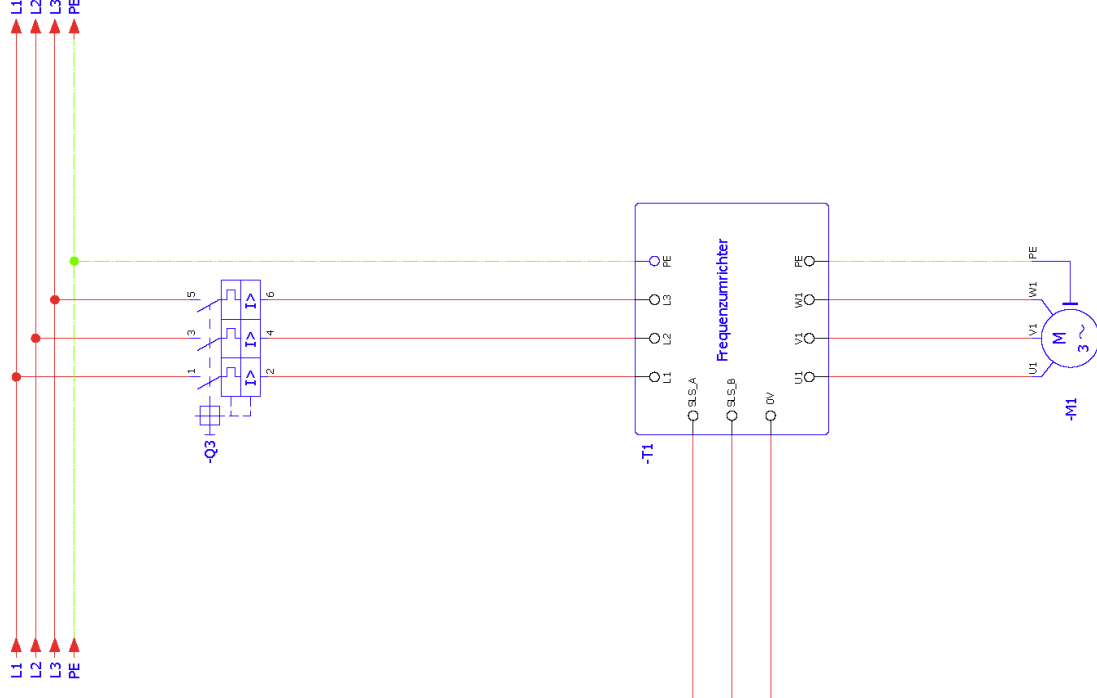 L1 L1
L2 L2
L3 L3
PE PE
1 3 5
-Q3
I> I> I>
2 4 6
-T1
L1 L2 L3 PE
SLS_A
Frequenzumrichter
SLS_B
0V
U1 V1 W1 PE
U1 V1 W1 PE
-M1
M
3 ~